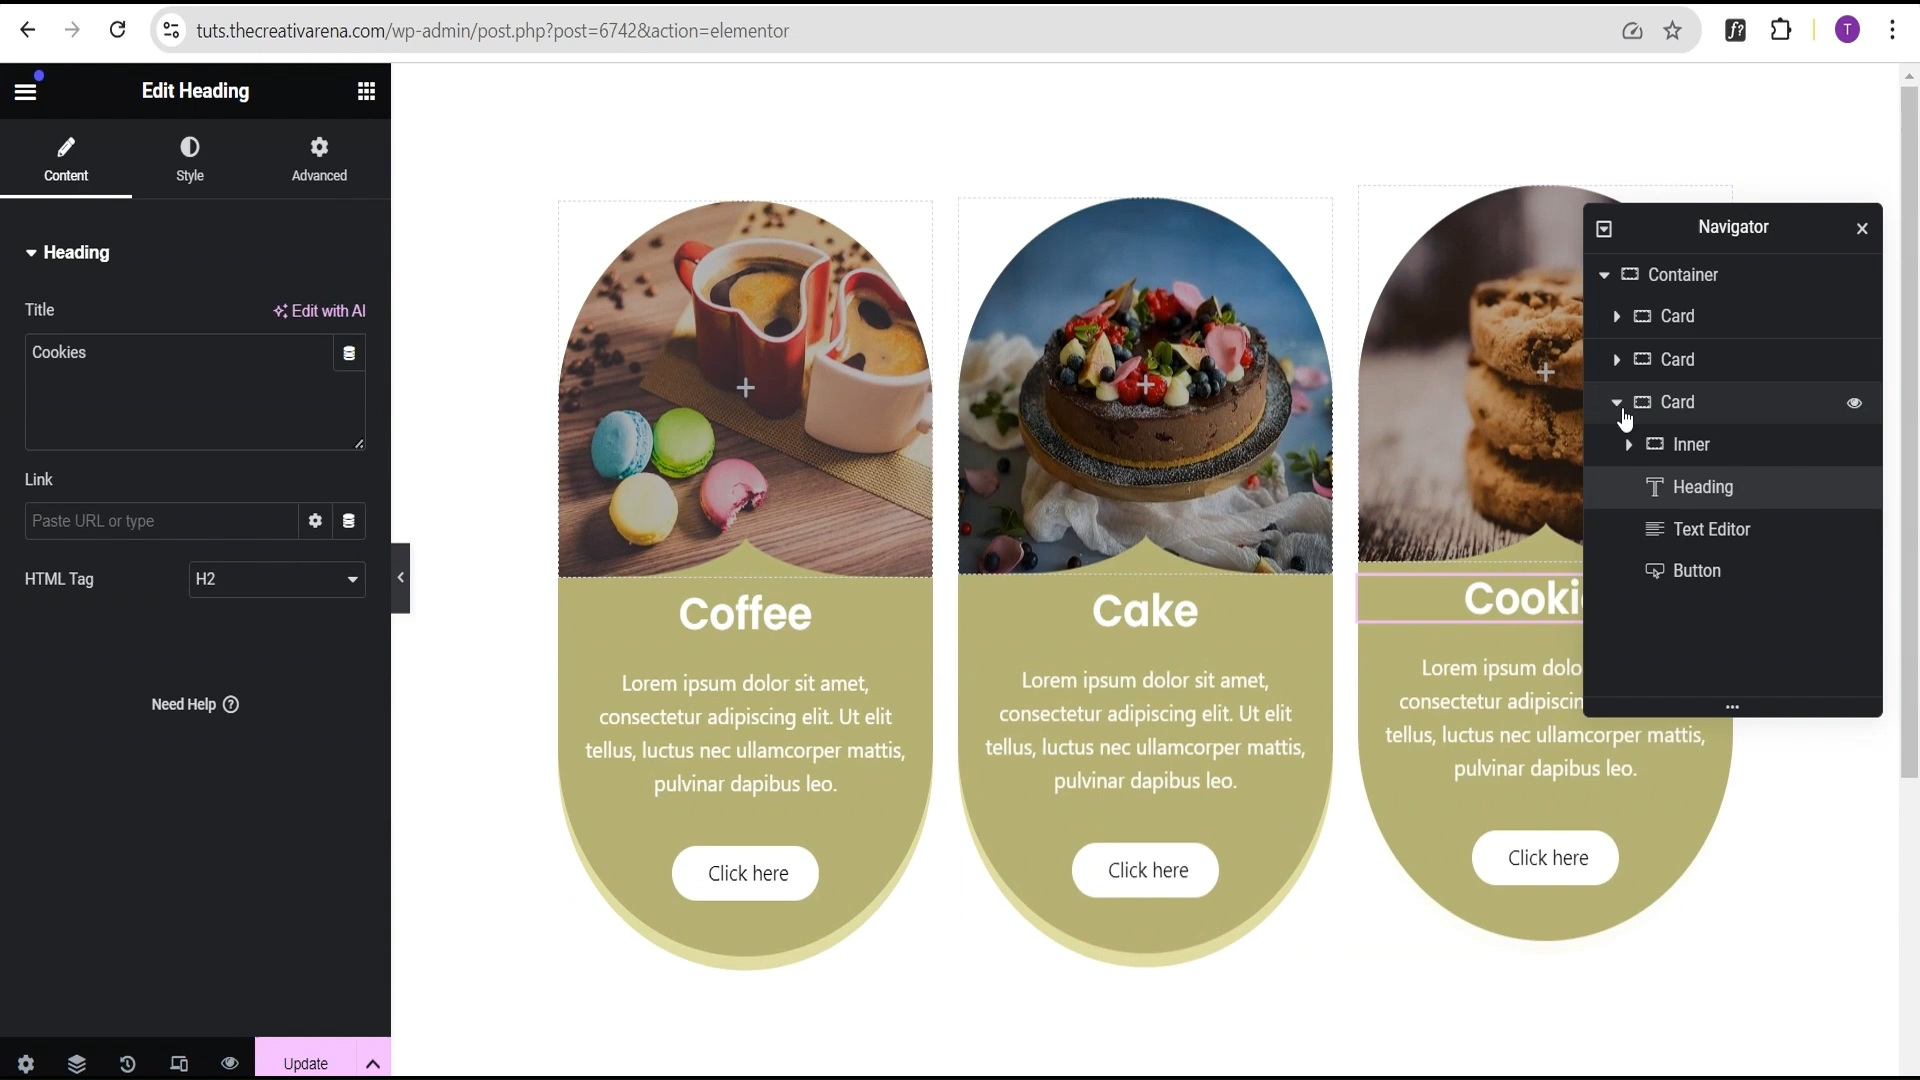 tuts.thecreativarena.com/wp-admin/post.php?post=6742&action=elementor
f?
T
Edit Heading
Content
Style
Advanced
Heading
Title
Edit with AI
Cookies
Link
Paste URL or type
HTML Tag
H2
Need Help ?
Update
Coffee
Lorem ipsum dolor sit amet,
consectetur adipiscing elit. Ut elit
tellus, luctus nec ullamcorper mattis,
pulvinar dapibus leo.
Click here
Cake
Lorem ipsum dolor sit amet,
consectetur adipiscing elit. Ut elit
tellus, luctus nec ullamcorper mattis,
pulvinar dapibus leo.
Click here
Cooki
Lorem ipsum dolo
consectetur adipiscin
tellus, luctus nec ullamcorper mattis,
pulvinar dapibus leo.
Click here
Navigator
Container
Card
Card
Card
Inner
Heading
Text Editor
Button